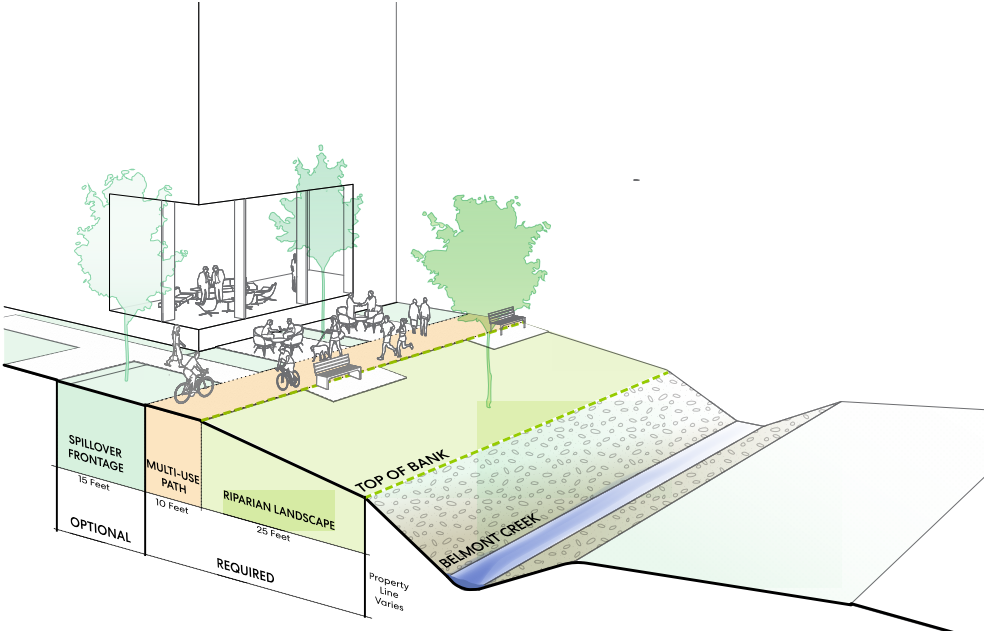 SPILLOVER
FRONTAGE
15 Feet
OPTIONAL
MULTI-USE
PATH
10 Feet
RIPARIAN LANDSCAPE
25 Feet
REQUIRED
Property
Line
Varies
TOP OF BANK
BELMONT CREEK